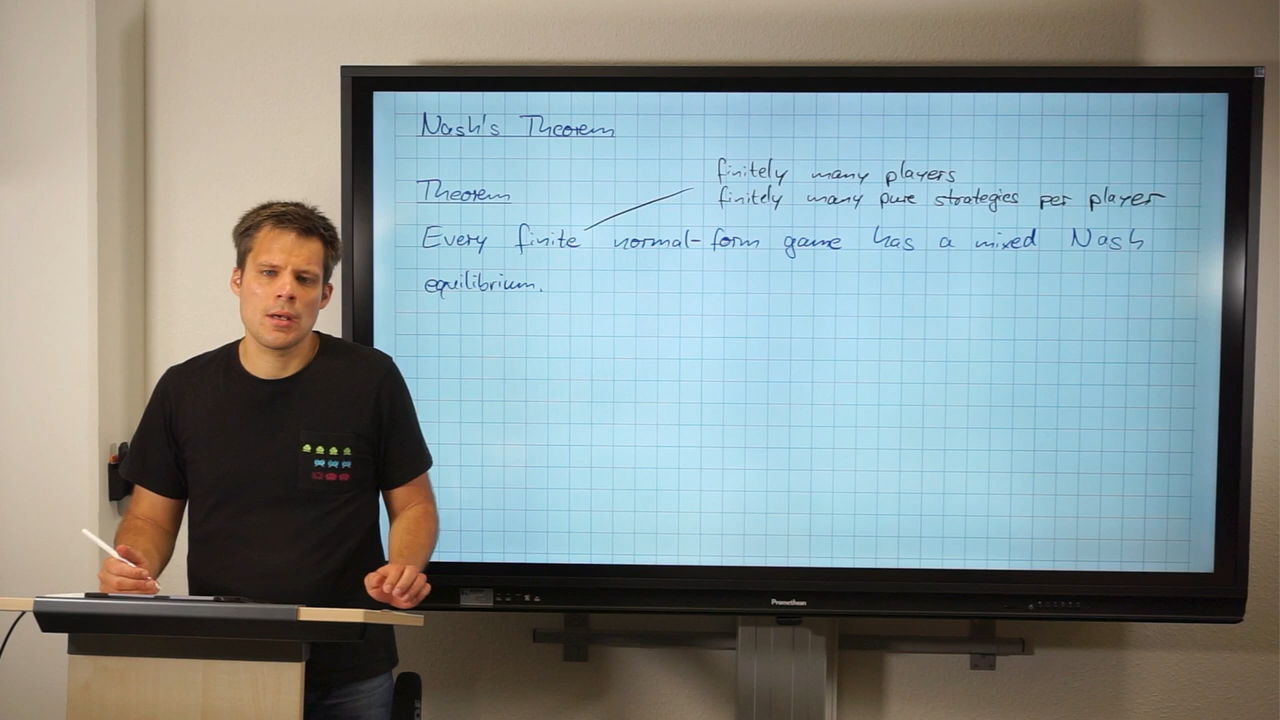 Nash's Theorem
finitely many players
Theorem
finitely many pure strategies per player
Every finite normal-form game has a mixed Nash
equilibrium.
Promethean